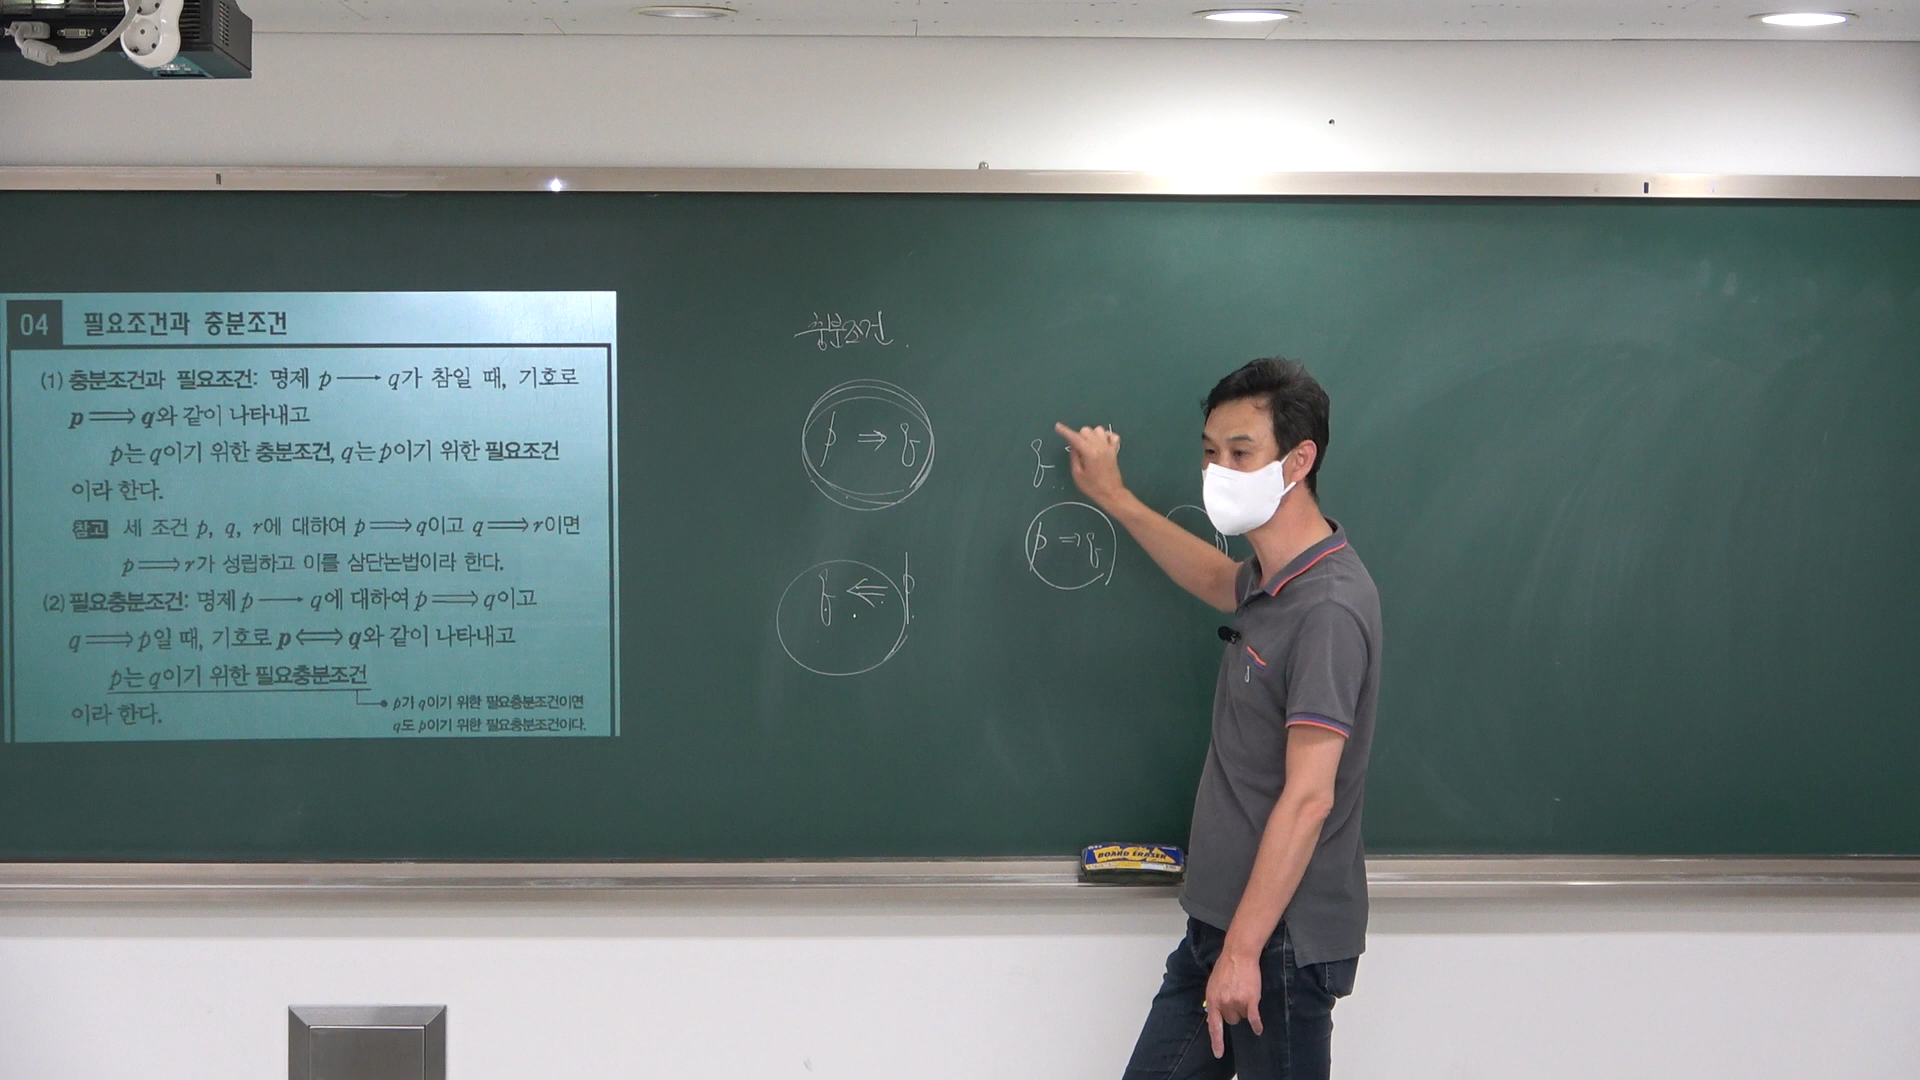 04 필요조건과 충분조건
(1) 충분조건과 필요조건: 명제 p ⟶ q가 참일 때, 기호로
p ⟹ q와 같이 나타내고
p는 q이기 위한 충분조건, q는 p이기 위한 필요조건
이라 한다.
참고 세 조건 p, q, r에 대하여 p ⟹ q이고 q ⟹ r이면
p ⟹ r가 성립하고 이를 삼단논법이라 한다.
(2) 필요충분조건: 명제 p ⟶ q에 대하여 p ⟹ q이고
q ⟹ p일 때, 기호로 p ⟺ q와 같이 나타내고
p는 q이기 위한 필요충분조건
p가 q이기 위한 필요충분조건이면
이라 한다.
q도 p이기 위한 필요충분조건이다.
충분조건
p ⇒ q
q ⇐ p
q
p ⇒ q
BOARD ERASER